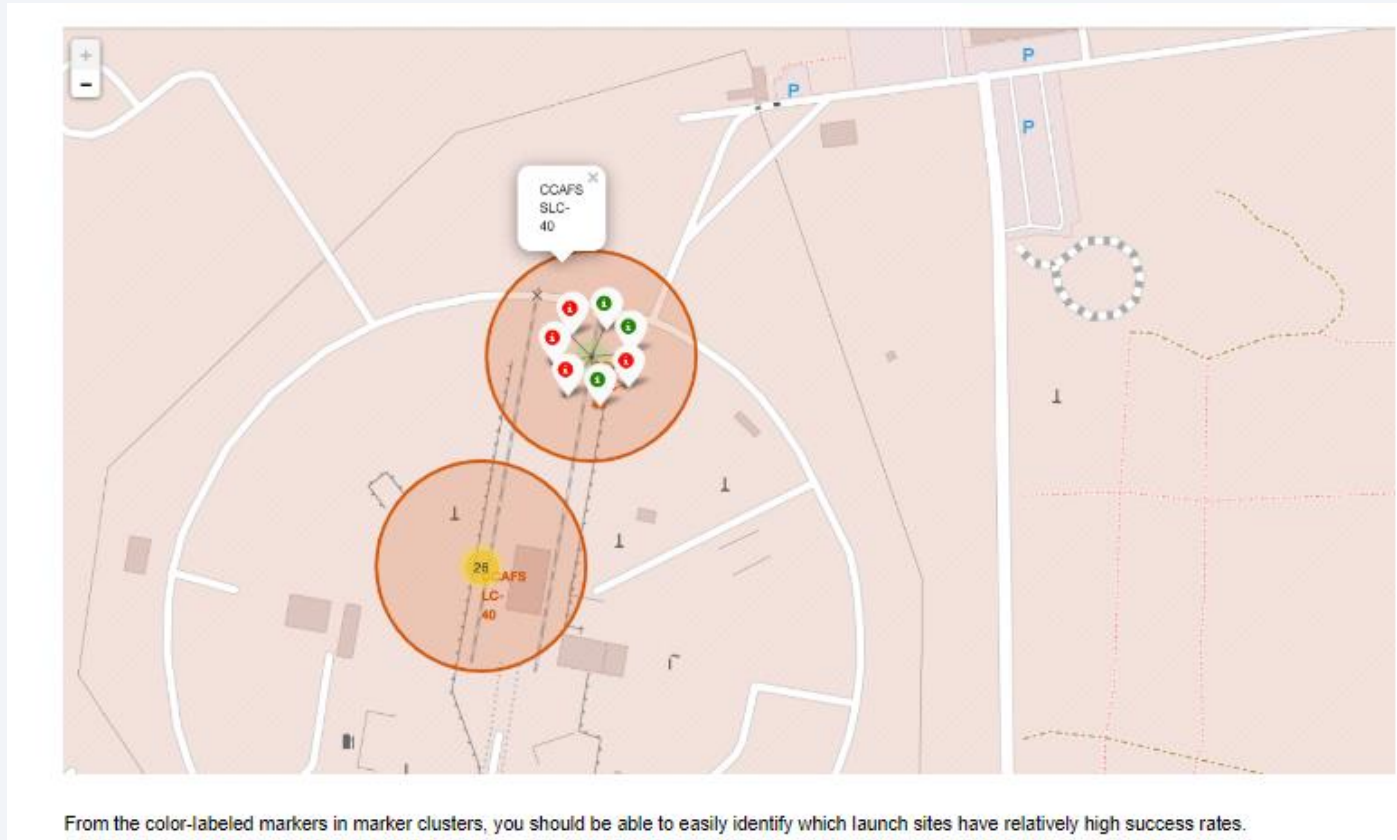 +
−
P
P
P
×
CCAFS
SLC-
40
i
i
i
i
i
i
i
26
CCAFS
LC-
40
From the color-labeled markers in marker clusters, you should be able to easily identify which launch sites have relatively high success rates.